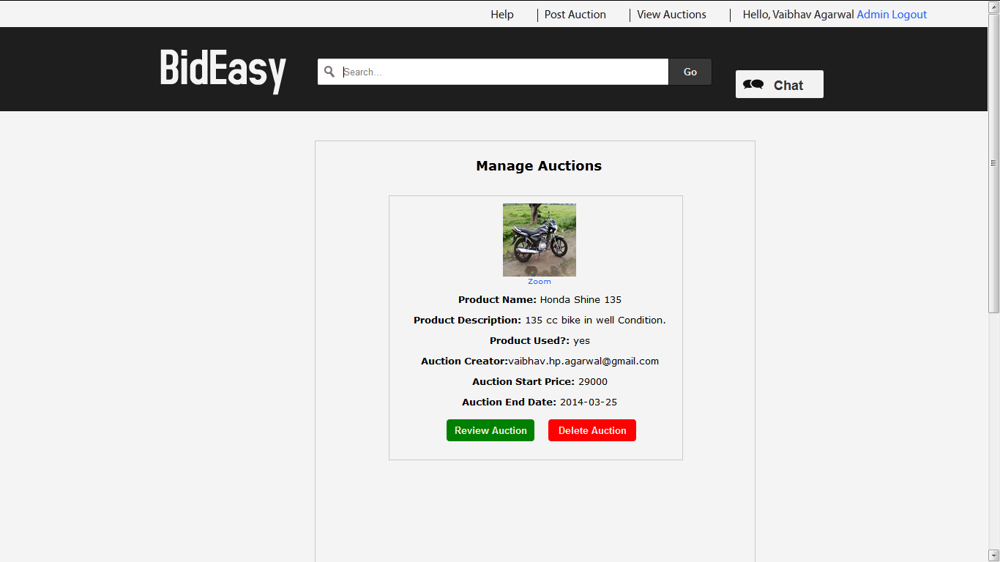 Help | Post Auction | View Auctions | Hello, Vaibhav Agarwal Admin Logout
BidEasy
Search...
Go
Chat
Manage Auctions
Zoom
Product Name: Honda Shine 135
Product Description: 135 cc bike in well Condition.
Product Used?: yes
Auction Creator:vaibhav.hp.agarwal@gmail.com
Auction Start Price: 29000
Auction End Date: 2014-03-25
Review Auction Delete Auction